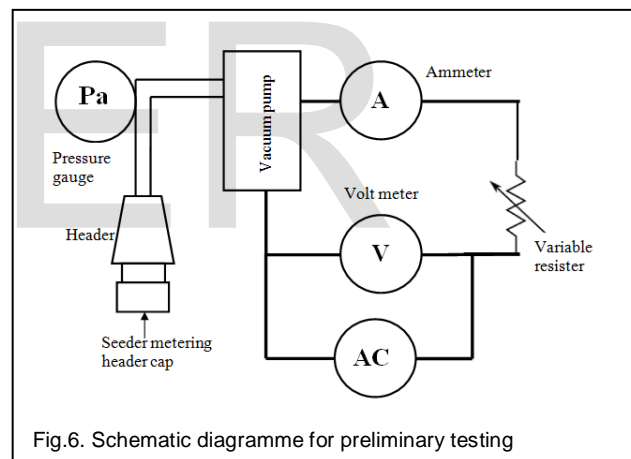 ER
Pa
Pressure
gauge
Header
Seeder metering
header cap
Vacuum pump
Ammeter
A
Volt meter
V
AC
Variable
resister
Fig.6. Schematic diagramme for preliminary testing